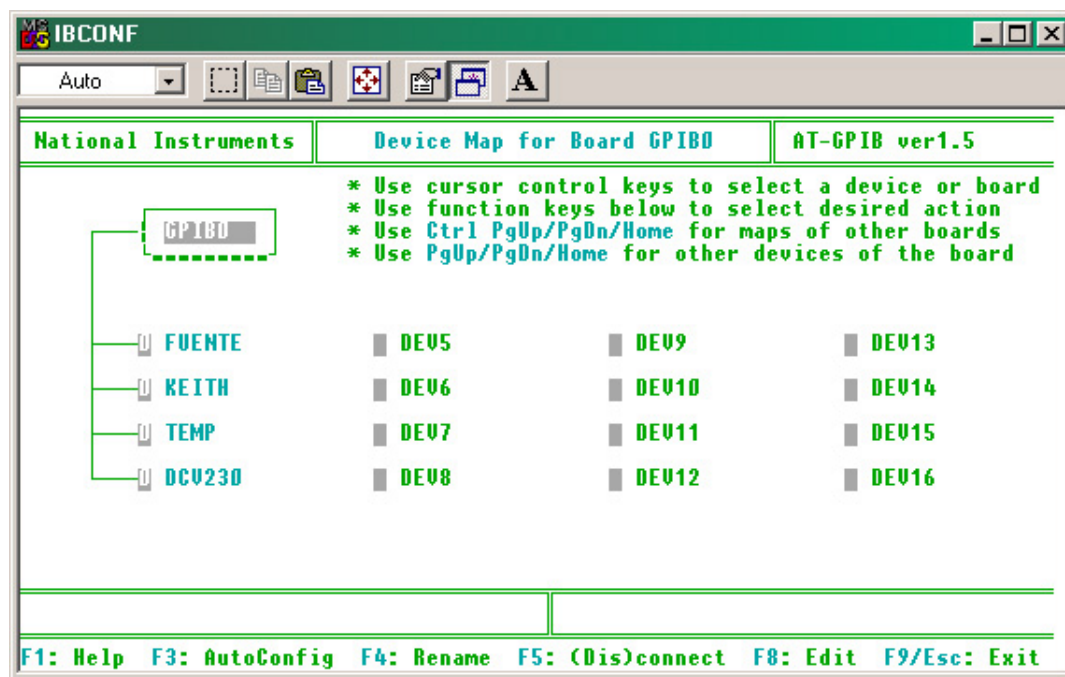 IBCONF
Auto
A
National Instruments Device Map for Board GPIB0 AT-GPIB ver1.5
* Use cursor control keys to select a device or board
* Use function keys below to select desired action
* Use Ctrl PgUp/PgDn/Home for maps of other boards
* Use PgUp/PgDn/Home for other devices of the board
GPIB0
FUENTE DEV5 DEV9 DEV13
KEITH DEV6 DEV10 DEV14
TEMP DEV7 DEV11 DEV15
DCV230 DEV8 DEV12 DEV16
F1: Help F3: AutoConfig F4: Rename F5: (Dis)connect F8: Edit F9/Esc: Exit